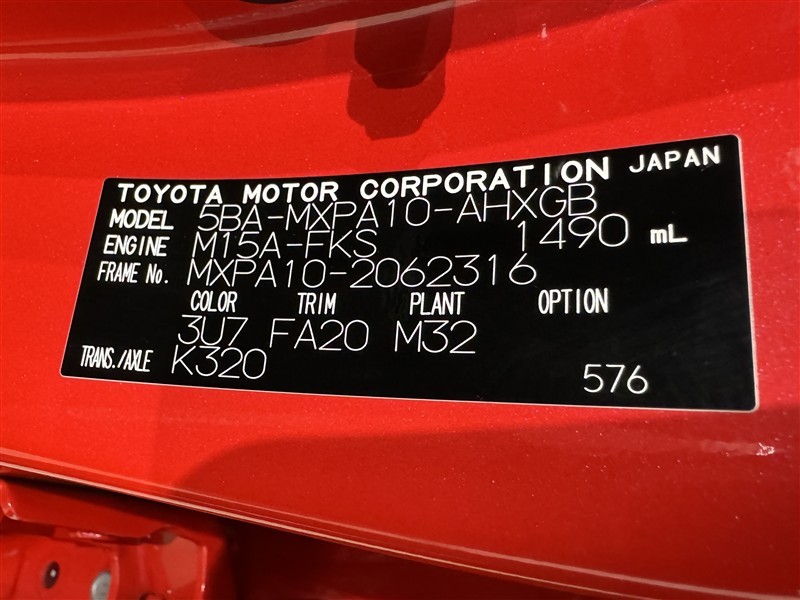 TOYOTA MOTOR CORPORATION JAPAN
MODEL 5BA-MXPA10-AHXGB
ENGINE M15A-FKS 1490 mL
FRAME No. MXPA10-2062316
COLOR TRIM PLANT OPTION
3U7 FA20 M32
TRANS./AXLE K320
576